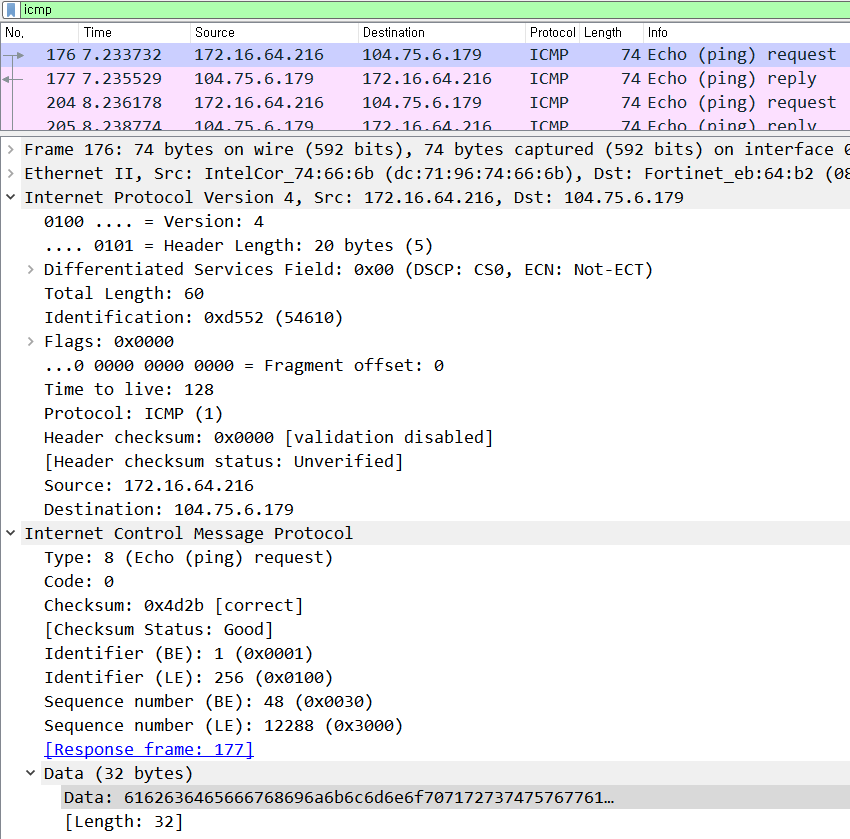 icmp
No. Time Source Destination Protocol Length Info
176 7.233732 172.16.64.216 104.75.6.179 ICMP 74 Echo (ping) request
177 7.235529 104.75.6.179 172.16.64.216 ICMP 74 Echo (ping) reply
204 8.236178 172.16.64.216 104.75.6.179 ICMP 74 Echo (ping) request
205 8.238774 104.75.6.179 172.16.64.216 ICMP 74 Echo (ping) reply
Frame 176: 74 bytes on wire (592 bits), 74 bytes captured (592 bits) on interface 0
Ethernet II, Src: IntelCor_74:66:6b (dc:71:96:74:66:6b), Dst: Fortinet_eb:64:b2 (08
Internet Protocol Version 4, Src: 172.16.64.216, Dst: 104.75.6.179
0100 .... = Version: 4
.... 0101 = Header Length: 20 bytes (5)
Differentiated Services Field: 0x00 (DSCP: CS0, ECN: Not-ECT)
Total Length: 60
Identification: 0xd552 (54610)
Flags: 0x0000
...0 0000 0000 0000 = Fragment offset: 0
Time to live: 128
Protocol: ICMP (1)
Header checksum: 0x0000 [validation disabled]
[Header checksum status: Unverified]
Source: 172.16.64.216
Destination: 104.75.6.179
Internet Control Message Protocol
Type: 8 (Echo (ping) request)
Code: 0
Checksum: 0x4d2b [correct]
[Checksum Status: Good]
Identifier (BE): 1 (0x0001)
Identifier (LE): 256 (0x0100)
Sequence number (BE): 48 (0x0030)
Sequence number (LE): 12288 (0x3000)
[Response frame: 177]
Data (32 bytes)
Data: 6162636465666768696a6b6c6d6e6f707172737475767761…
[Length: 32]